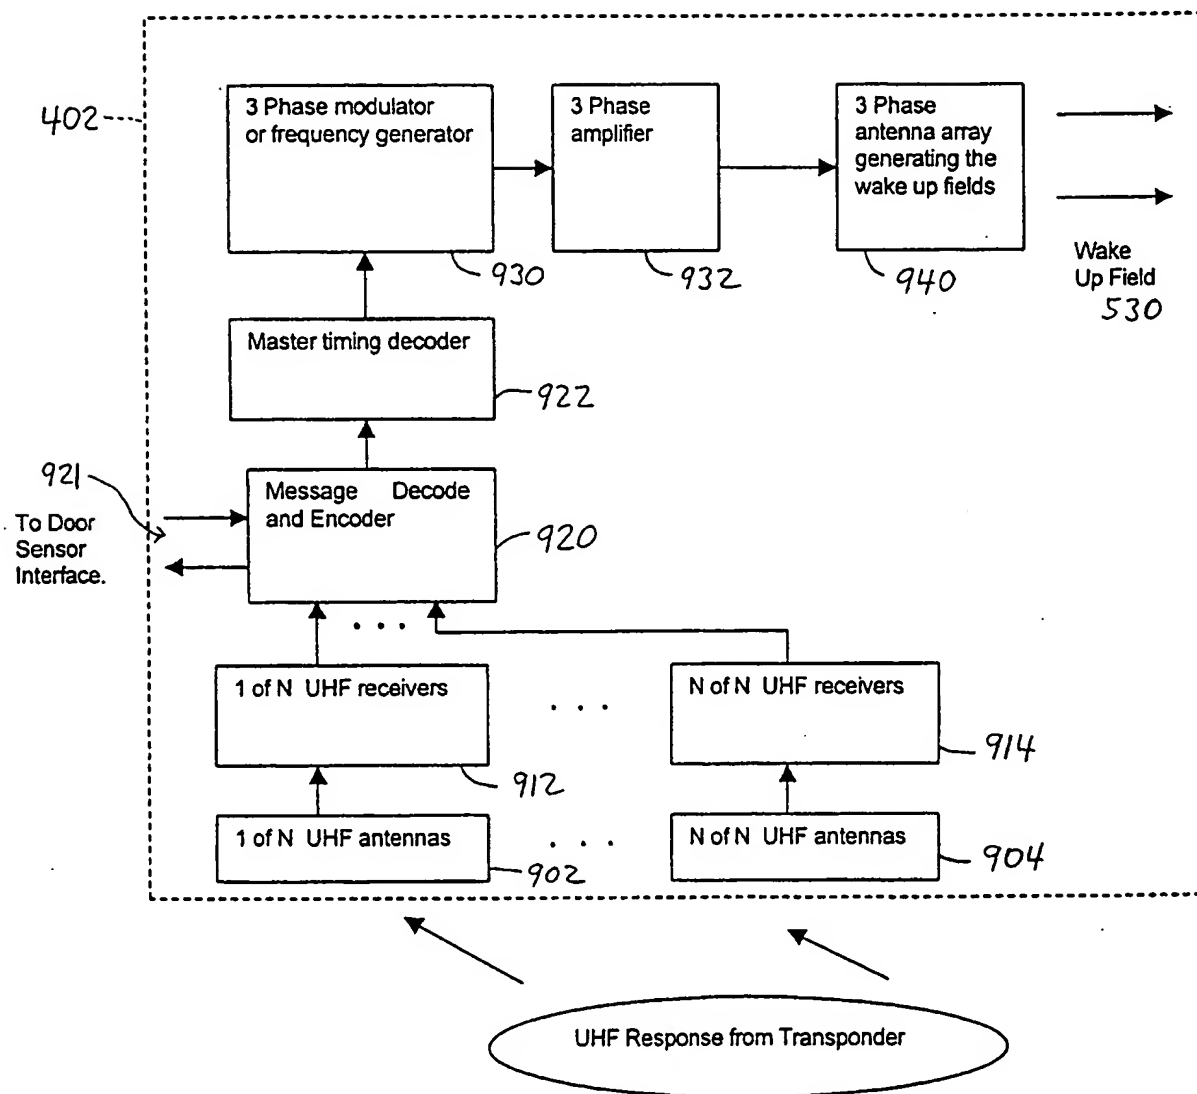 402
3 Phase modulator
or frequency generator
930
3 Phase
amplifier
932
3 Phase
antenna array
generating the
wake up fields
940
Wake
Up Field
530
Master timing decoder
922
921
To Door
Sensor
Interface.
Message Decode
and Encoder
920
. . .
1 of N UHF receivers
912
. . .
N of N UHF receivers
914
1 of N UHF antennas
902
. . .
N of N UHF antennas
904
UHF Response from Transponder